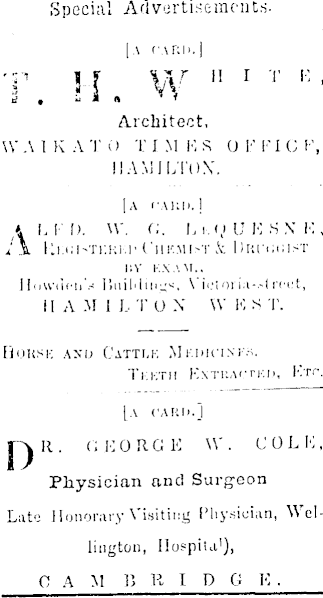 Special Advertisements.
[A CARD.]
T. H. WHITE,
Architect,
WAIKATO TIMES OFFICE,
HAMILTON.
[A CARD.]
ALFD. W. G. LEQUESNE,
REGISTERED CHEMIST & DRUGGIST
BY EXAM.,
Howden's Buildings, Victoria-street,
HAMILTON WEST.
HORSE AND CATTLE MEDICINES.
TEETH EXTRACTED, ETC.
[A CARD.]
DR. GEORGE W. COLE,
Physician and Surgeon
Late Honorary Visiting Physician, Wel-
lington, Hospital),
CAMBRIDGE.